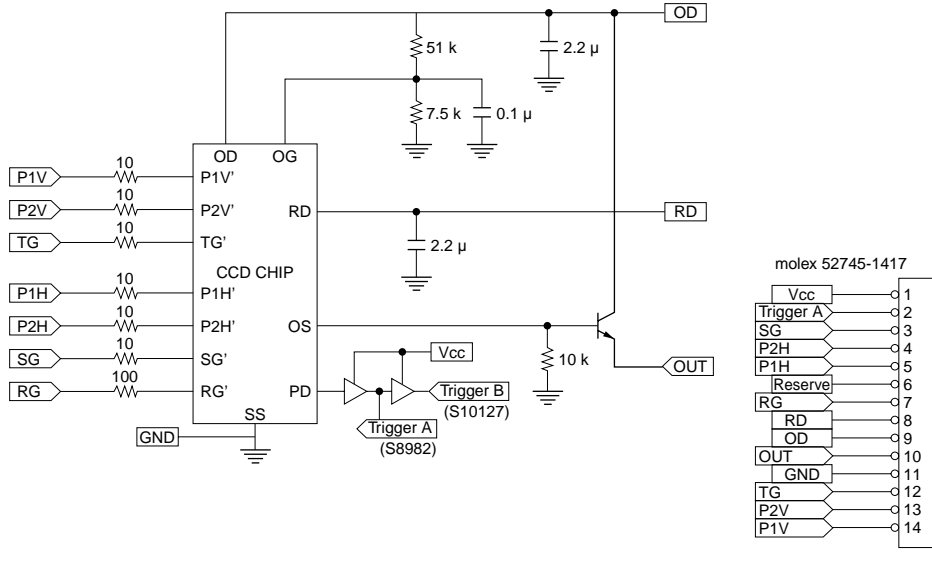 OD
51 k
2.2 µ
7.5 k
0.1 µ
OD OG
P1V 10 P1V'
P2V 10 P2V' RD RD
TG 10 TG'
2.2 µ
CCD CHIP
P1H 10 P1H'
P2H 10 P2H' OS
SG 10 SG'
Vcc
10 k
OUT
RG 100 RG' PD
Trigger B
(S10127)
Trigger A
(S8982)
SS
GND
molex 52745-1417
Vcc 1
Trigger A 2
SG 3
P2H 4
P1H 5
Reserve 6
RG 7
RD 8
OD 9
OUT 10
GND 11
TG 12
P2V 13
P1V 14